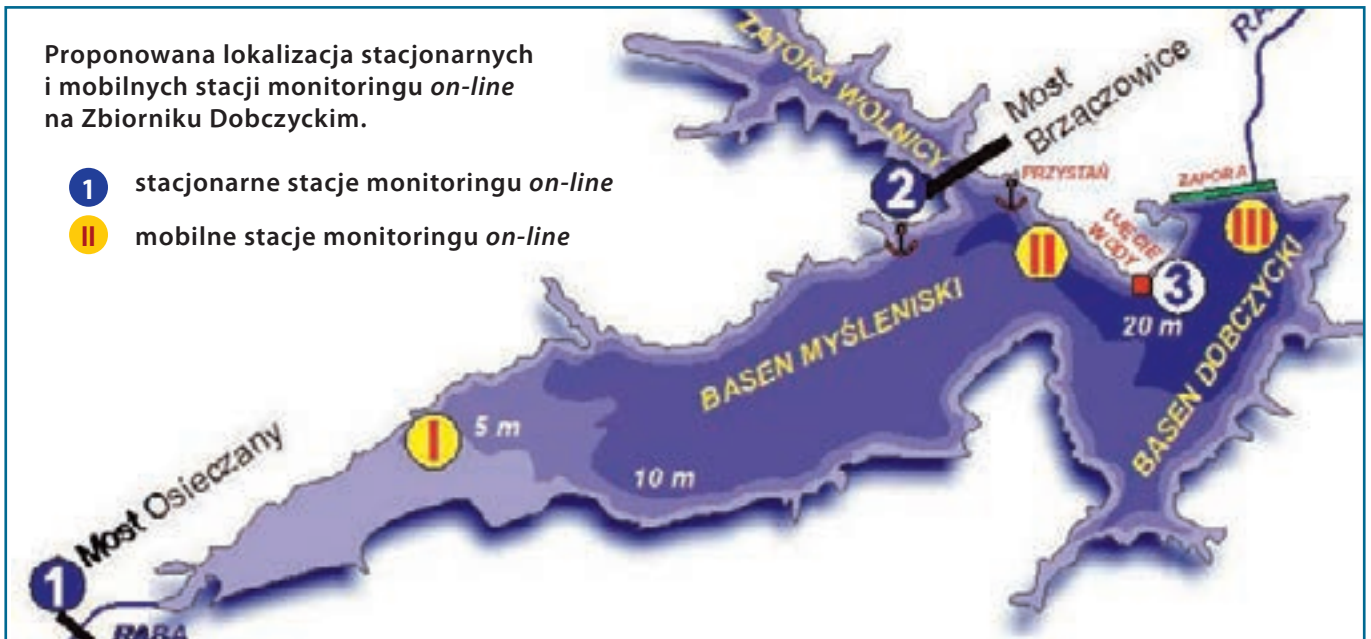 Proponowana lokalizacja stacjonarnych
i mobilnych stacji monitoringu on-line
na Zbiorniku Dobczyckim.
1 stacjonarne stacje monitoringu on-line
II mobilne stacje monitoringu on-line
ZATOKA WOLNICY
Most
Brzączowice
2
PRZYSTAŃ
ZAPORA
RA
UJĘCIE
WODY
II
III
3
20 m
BASEN MYŚLENISKI
BASEN DOBCZYCKI
I
5 m
10 m
Most Osieczany
1
RABA